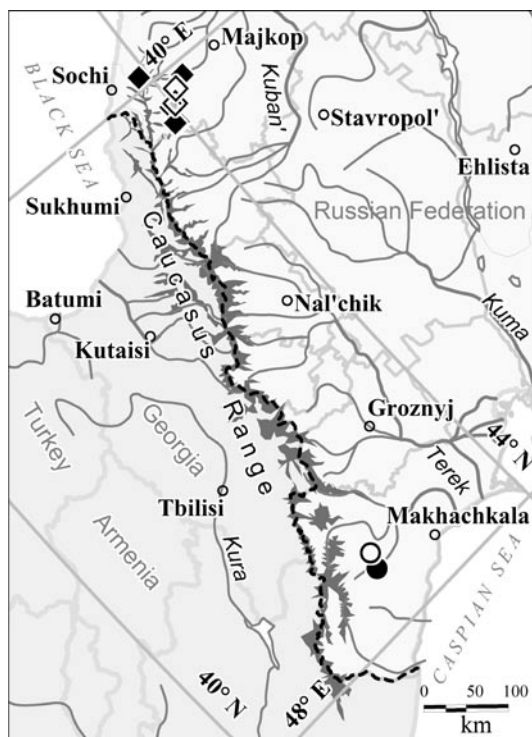 40° E
Majkop
Sochi
BLACK SEA
Kuban'
Stavropol'
Ehlista
Sukhumi
Russian Federation
Caucasus Range
Batumi
Nal'chik
Kuma
Kutaisi
Groznyj
44° N
Turkey
Georgia
Terek
Tbilisi
Makhachkala
Armenia
Kura
CASPIAN SEA
40° N
48° E
0 50 100
km